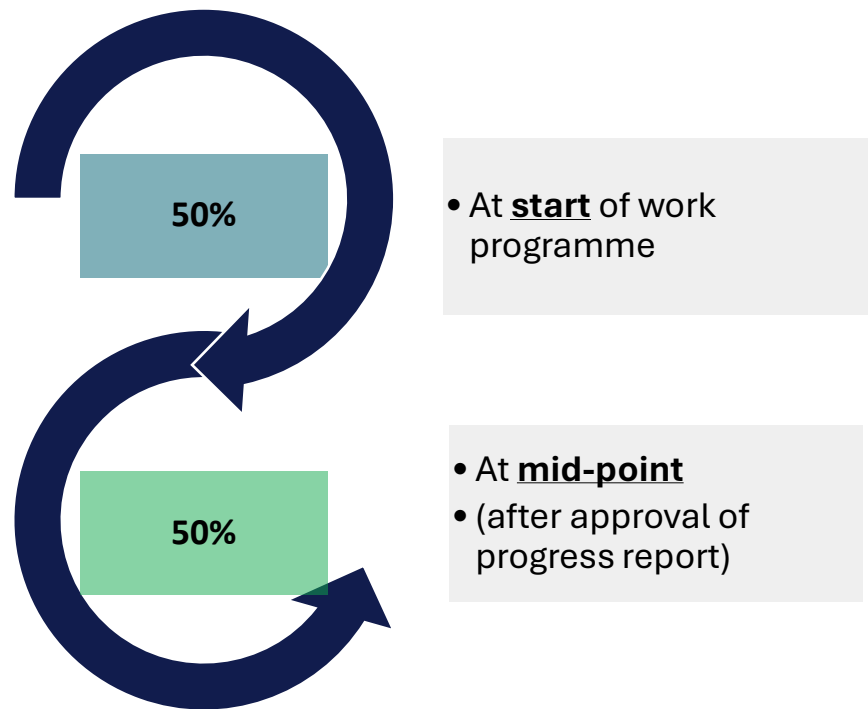 50%
• At start of work
programme
50%
• At mid-point
• (after approval of
progress report)